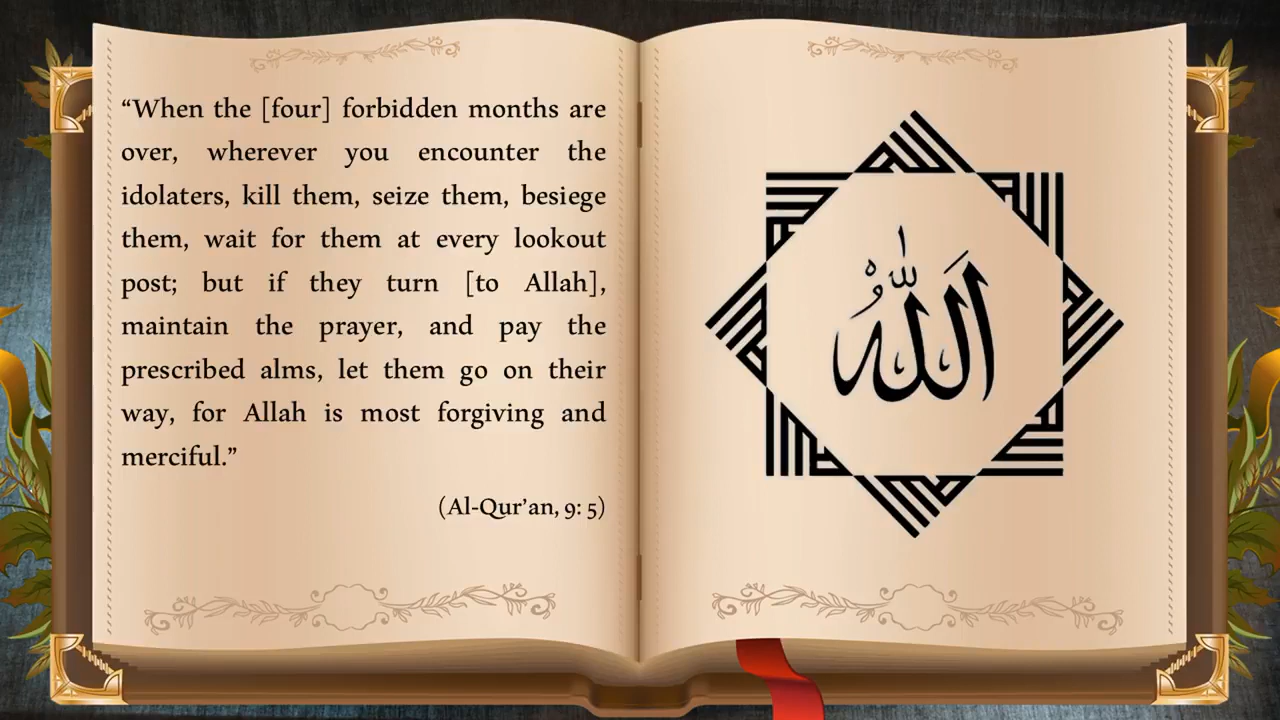 “When the [four] forbidden months are
over, wherever you encounter the
idolaters, kill them, seize them, besiege
them, wait for them at every lookout
post; but if they turn [to Allah],
maintain the prayer, and pay the
prescribed alms, let them go on their
way, for Allah is most forgiving and
merciful.”
(Al-Qur’an, 9: 5)
الله